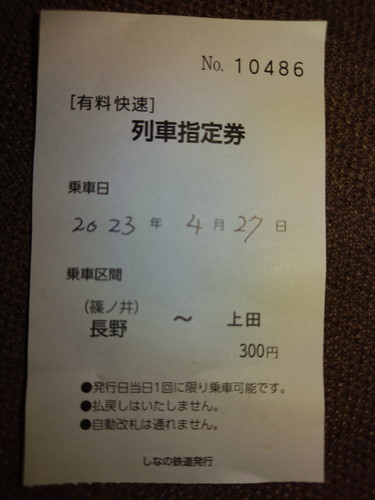 No. 10486
[有料快速]
列車指定券
乗車日
2023 年 4月27日
乗車区間
(篠ノ井)
長野 ～ 上田
300円
●発行日当日1回に限り乗車可能です。
●払戻しはいたしません。
●自動改札は通れません。
しなの鉄道発行